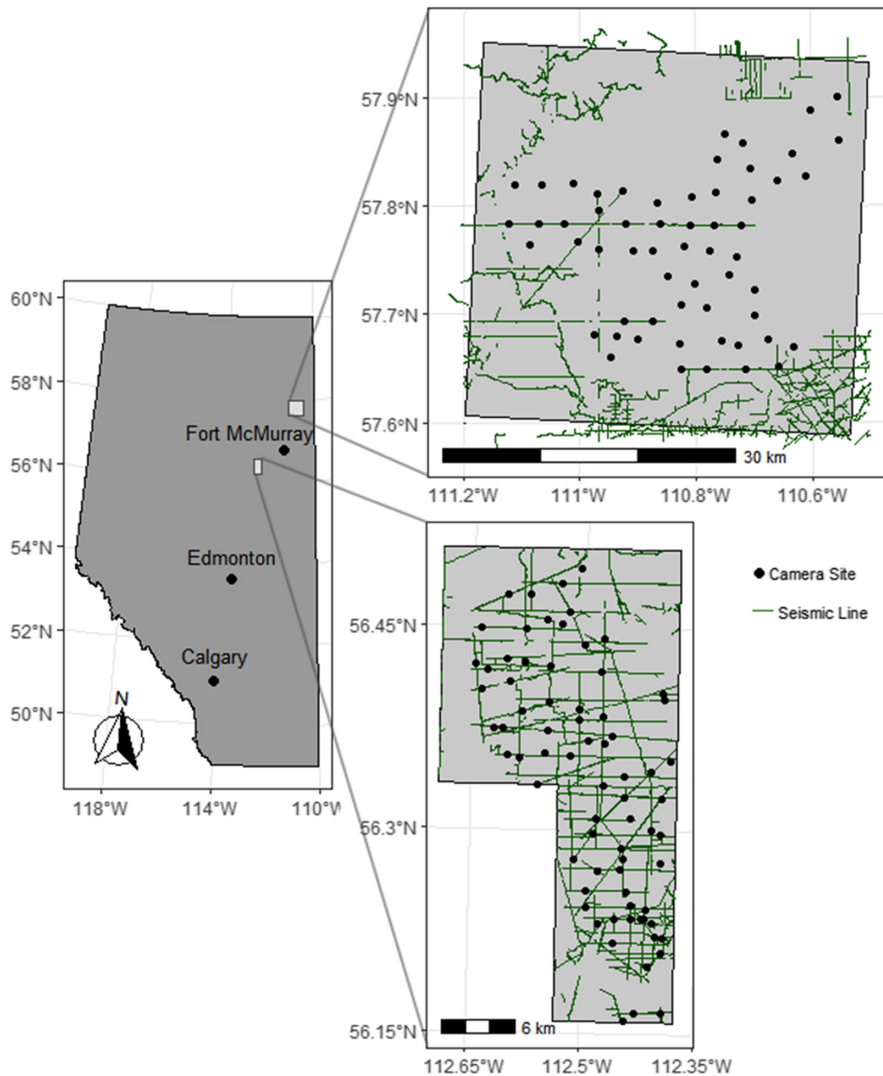 57.9°N
57.8°N
57.7°N
57.6°N
30 km
111.2°W
111°W
110.8°W
110.6°W
60°N
58°N
56°N
54°N
52°N
50°N
Fort McMurray
Edmonton
Calgary
N
118°W
114°W
110°W
56.45°N
56.3°N
56.15°N
6 km
112.65°W
112.5°W
112.35°W
Camera Site
Seismic Line